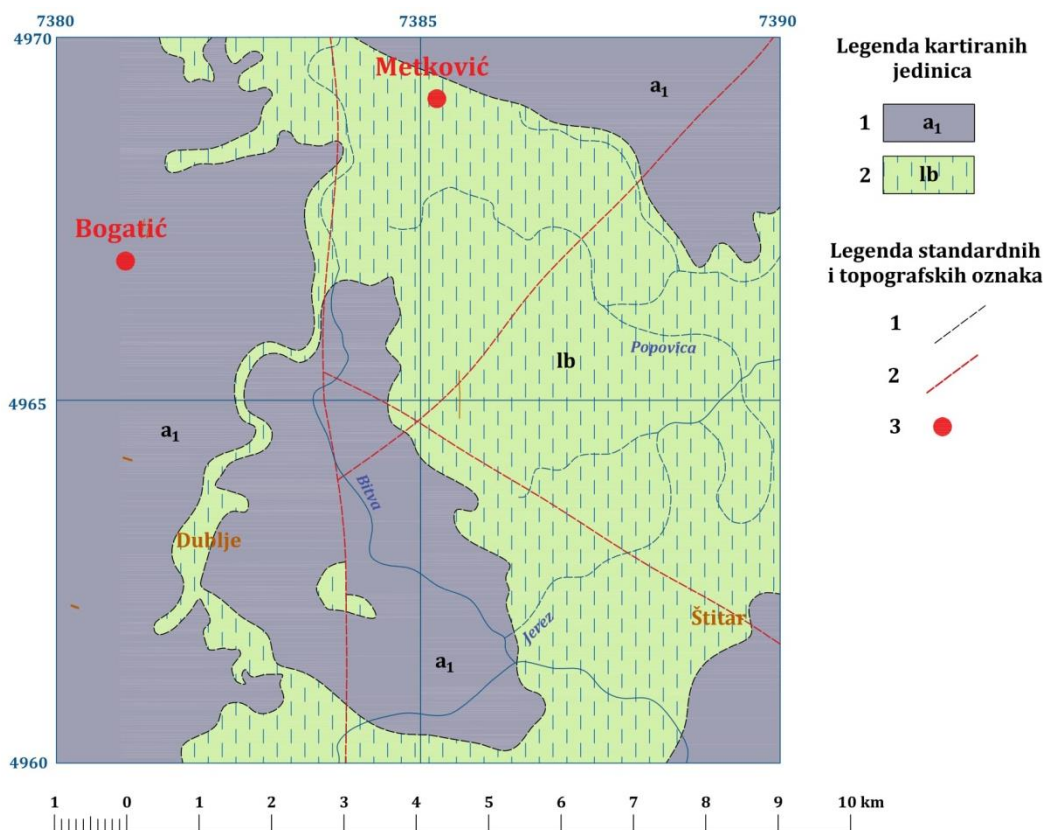 7380 7385 7390
4970
Metković
a₁
Bogatić
Popovica
lb
4965
a₁
Bitva
Dublje
Štitar
Jerez
a₁
4960
1 0 1 2 3 4 5 6 7 8 9 10 km
Legenda kartiranih
jedinica
1 a₁
2 lb
Legenda standardnih
i topografskih oznaka
1
2
3